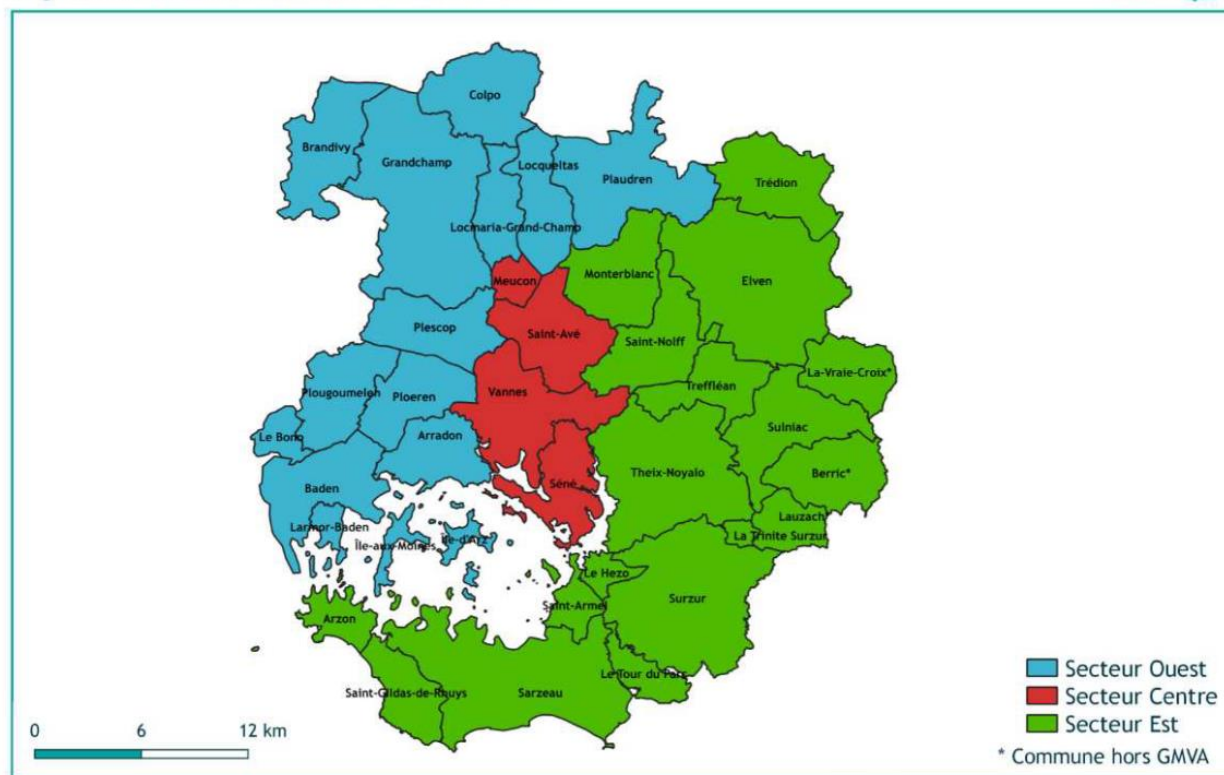 Colpo
Brandivy
Grandchamp
Locqueltas
Plaudren
Trédion
Locmaria-Grand-Champ
Monterblanc
Meucon
Elven
Plescop
Saint-Avé
Saint-Nolff
La-Vraie-Croix*
Treffléan
Plougoumelen
Vannes
Ploeren
Sulniac
Le Bono
Arradon
Theix-Noyalo
Berric*
Séné
Baden
Lauzach*
Larmor-Baden
La Trinite Surzur
Île-aux-Moines
Île-d'Arz
Le Hezo
Surzur
Saint-Armel
Arzon
Le Tour du Parc
Saint-Gildas-de-Rhuys
Sarzeau
Secteur Ouest
Secteur Centre
Secteur Est
* Commune hors GMVA
0 6 12 km